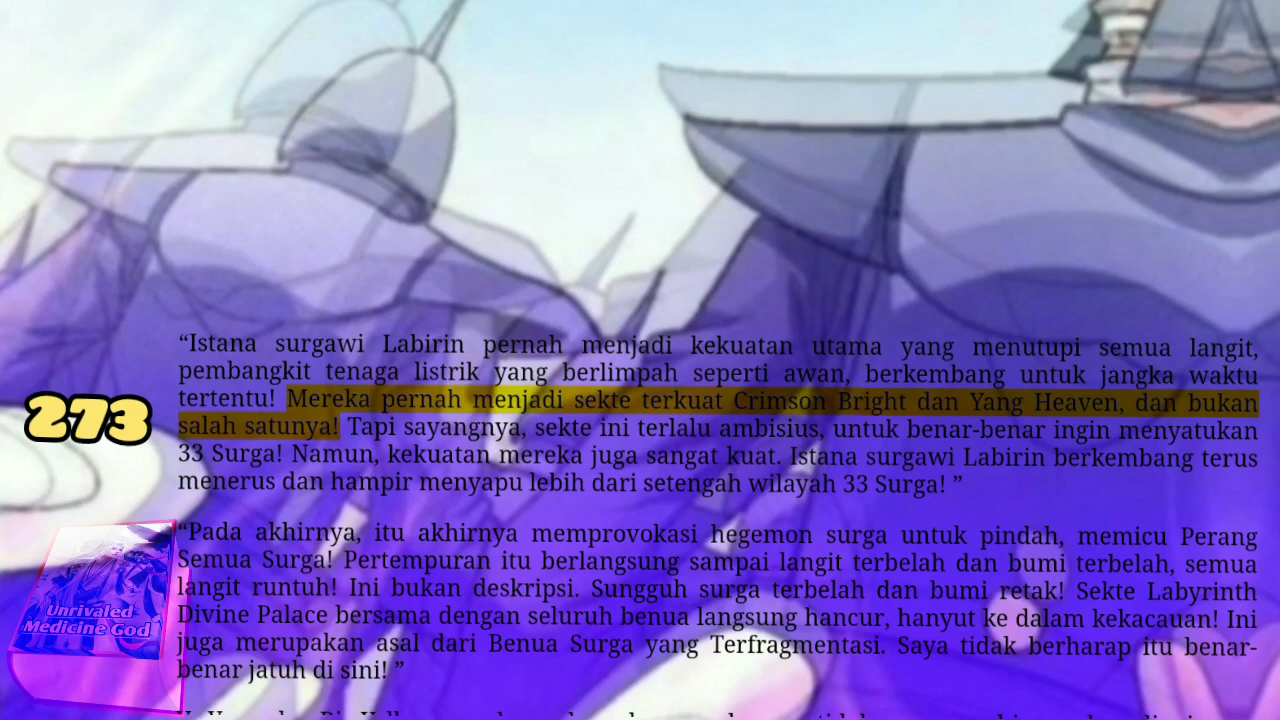 “Istana surgawi Labirin pernah menjadi kekuatan utama yang menutupi semua langit,
pembangkit tenaga listrik yang berlimpah seperti awan, berkembang untuk jangka waktu
tertentu! Mereka pernah menjadi sekte terkuat Crimson Bright dan Yang Heaven, dan bukan
salah satunya! Tapi sayangnya, sekte ini terlalu ambisius, untuk benar-benar ingin menyatukan
33 Surga! Namun, kekuatan mereka juga sangat kuat. Istana surgawi Labirin berkembang terus
menerus dan hampir menyapu lebih dari setengah wilayah 33 Surga! ”
273
“Pada akhirnya, itu akhirnya memprovokasi hegemon surga untuk pindah, memicu Perang
Semua Surga! Pertempuran itu berlangsung sampai langit terbelah dan bumi terbelah, semua
langit runtuh! Ini bukan deskripsi. Sungguh surga terbelah dan bumi retak! Sekte Labyrinth
Divine Palace bersama dengan seluruh benua langsung hancur, hanyut ke dalam kekacauan! Ini
juga merupakan asal dari Benua Surga yang Terfragmentasi. Saya tidak berharap itu benar-
benar jatuh di sini! ”
Unrivaled
Medicine God